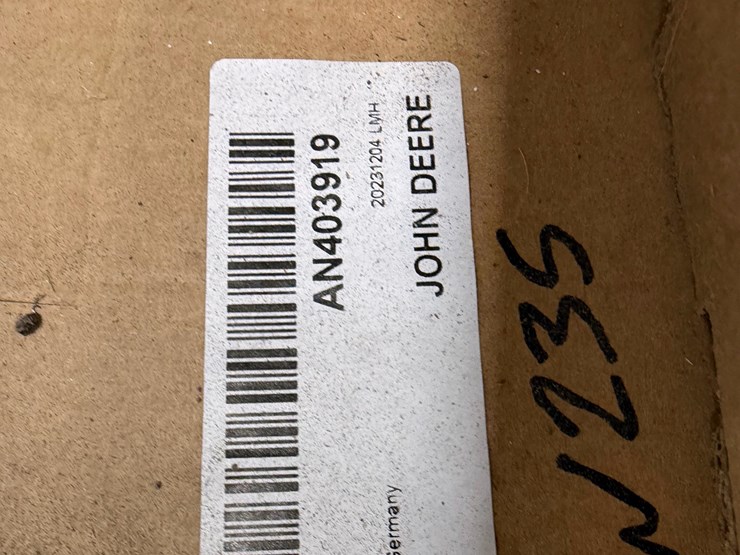 AN403919
20231204 LMH
JOHN DEERE
Germany
N235